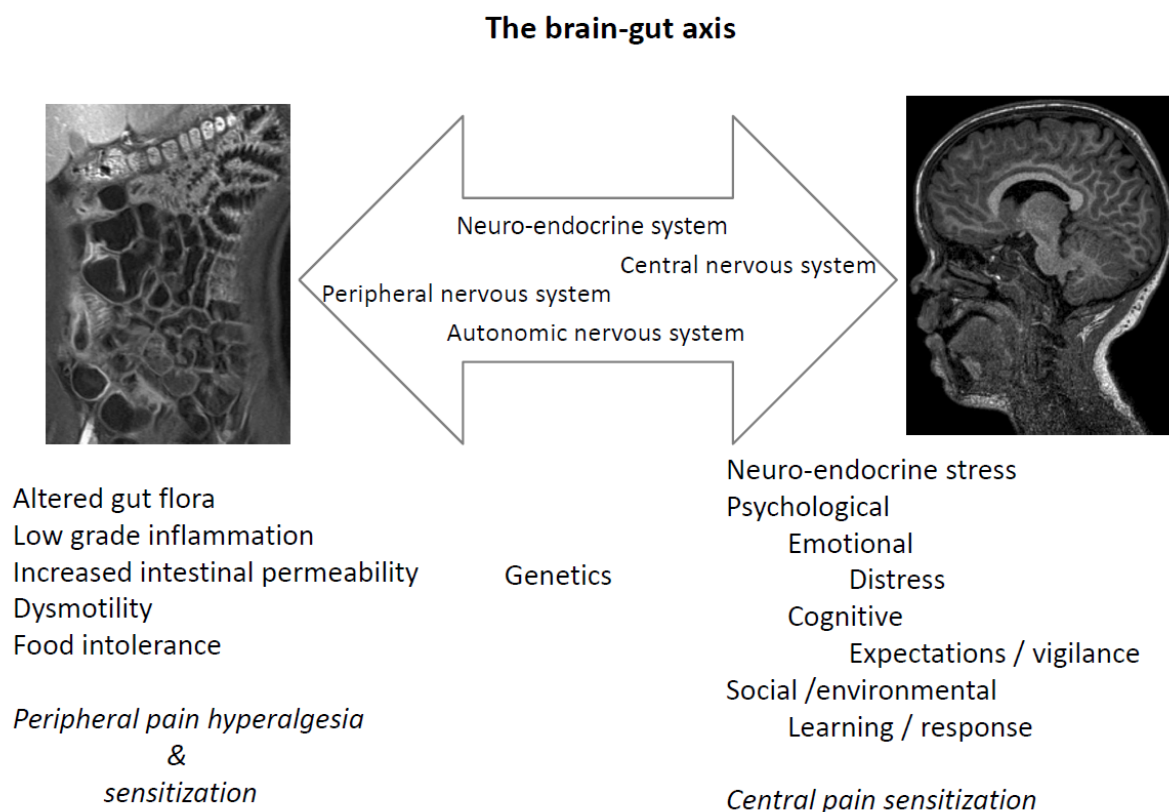 The brain-gut axis
Neuro-endocrine system
Central nervous system
Peripheral nervous system
Autonomic nervous system
Altered gut flora
Low grade inflammation
Increased intestinal permeability
Dysmotility
Food intolerance
Peripheral pain hyperalgesia
&
sensitization
Genetics
Neuro-endocrine stress
Psychological
Emotional
Distress
Cognitive
Expectations / vigilance
Social /environmental
Learning / response
Central pain sensitization